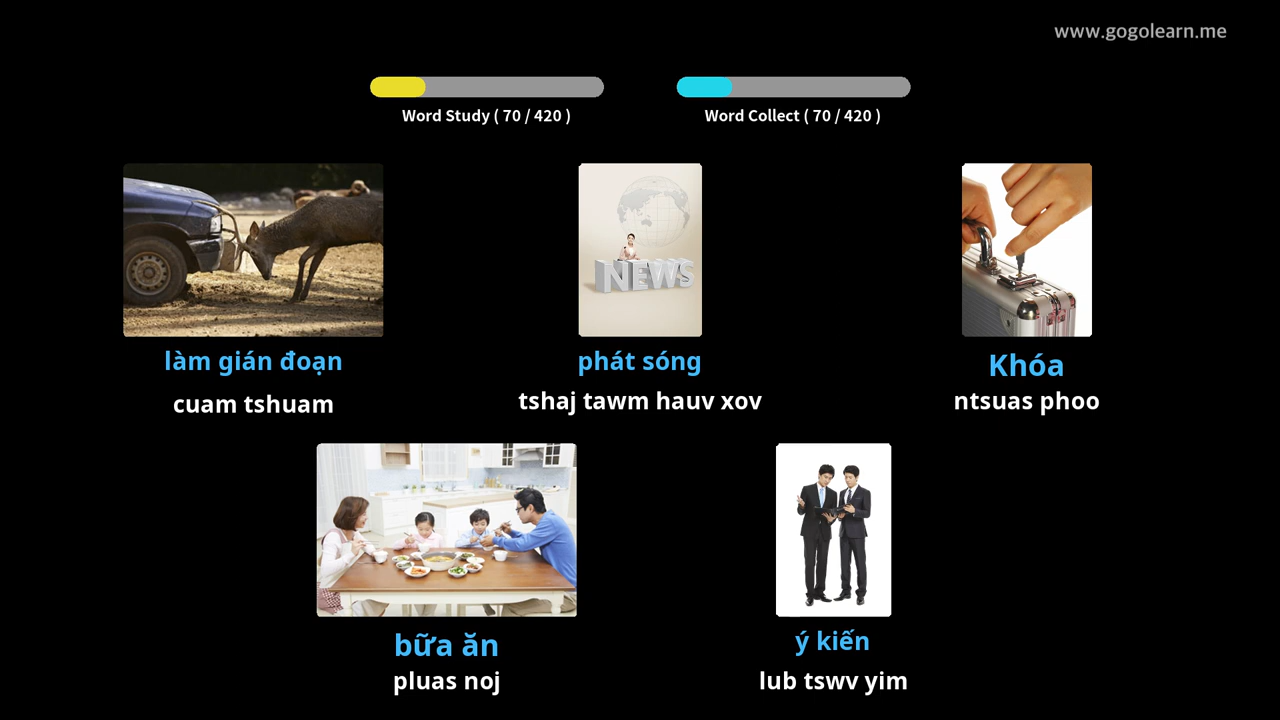 www.gogolearn.me
Word Study ( 70 / 420 )
Word Collect ( 70 / 420 )
NEWS
làm gián đoạn
cuam tshuam
phát sóng
tshaj tawm hauv xov
Khóa
ntsuas phoo
bữa ăn
pluas noj
ý kiến
lub tswv yim